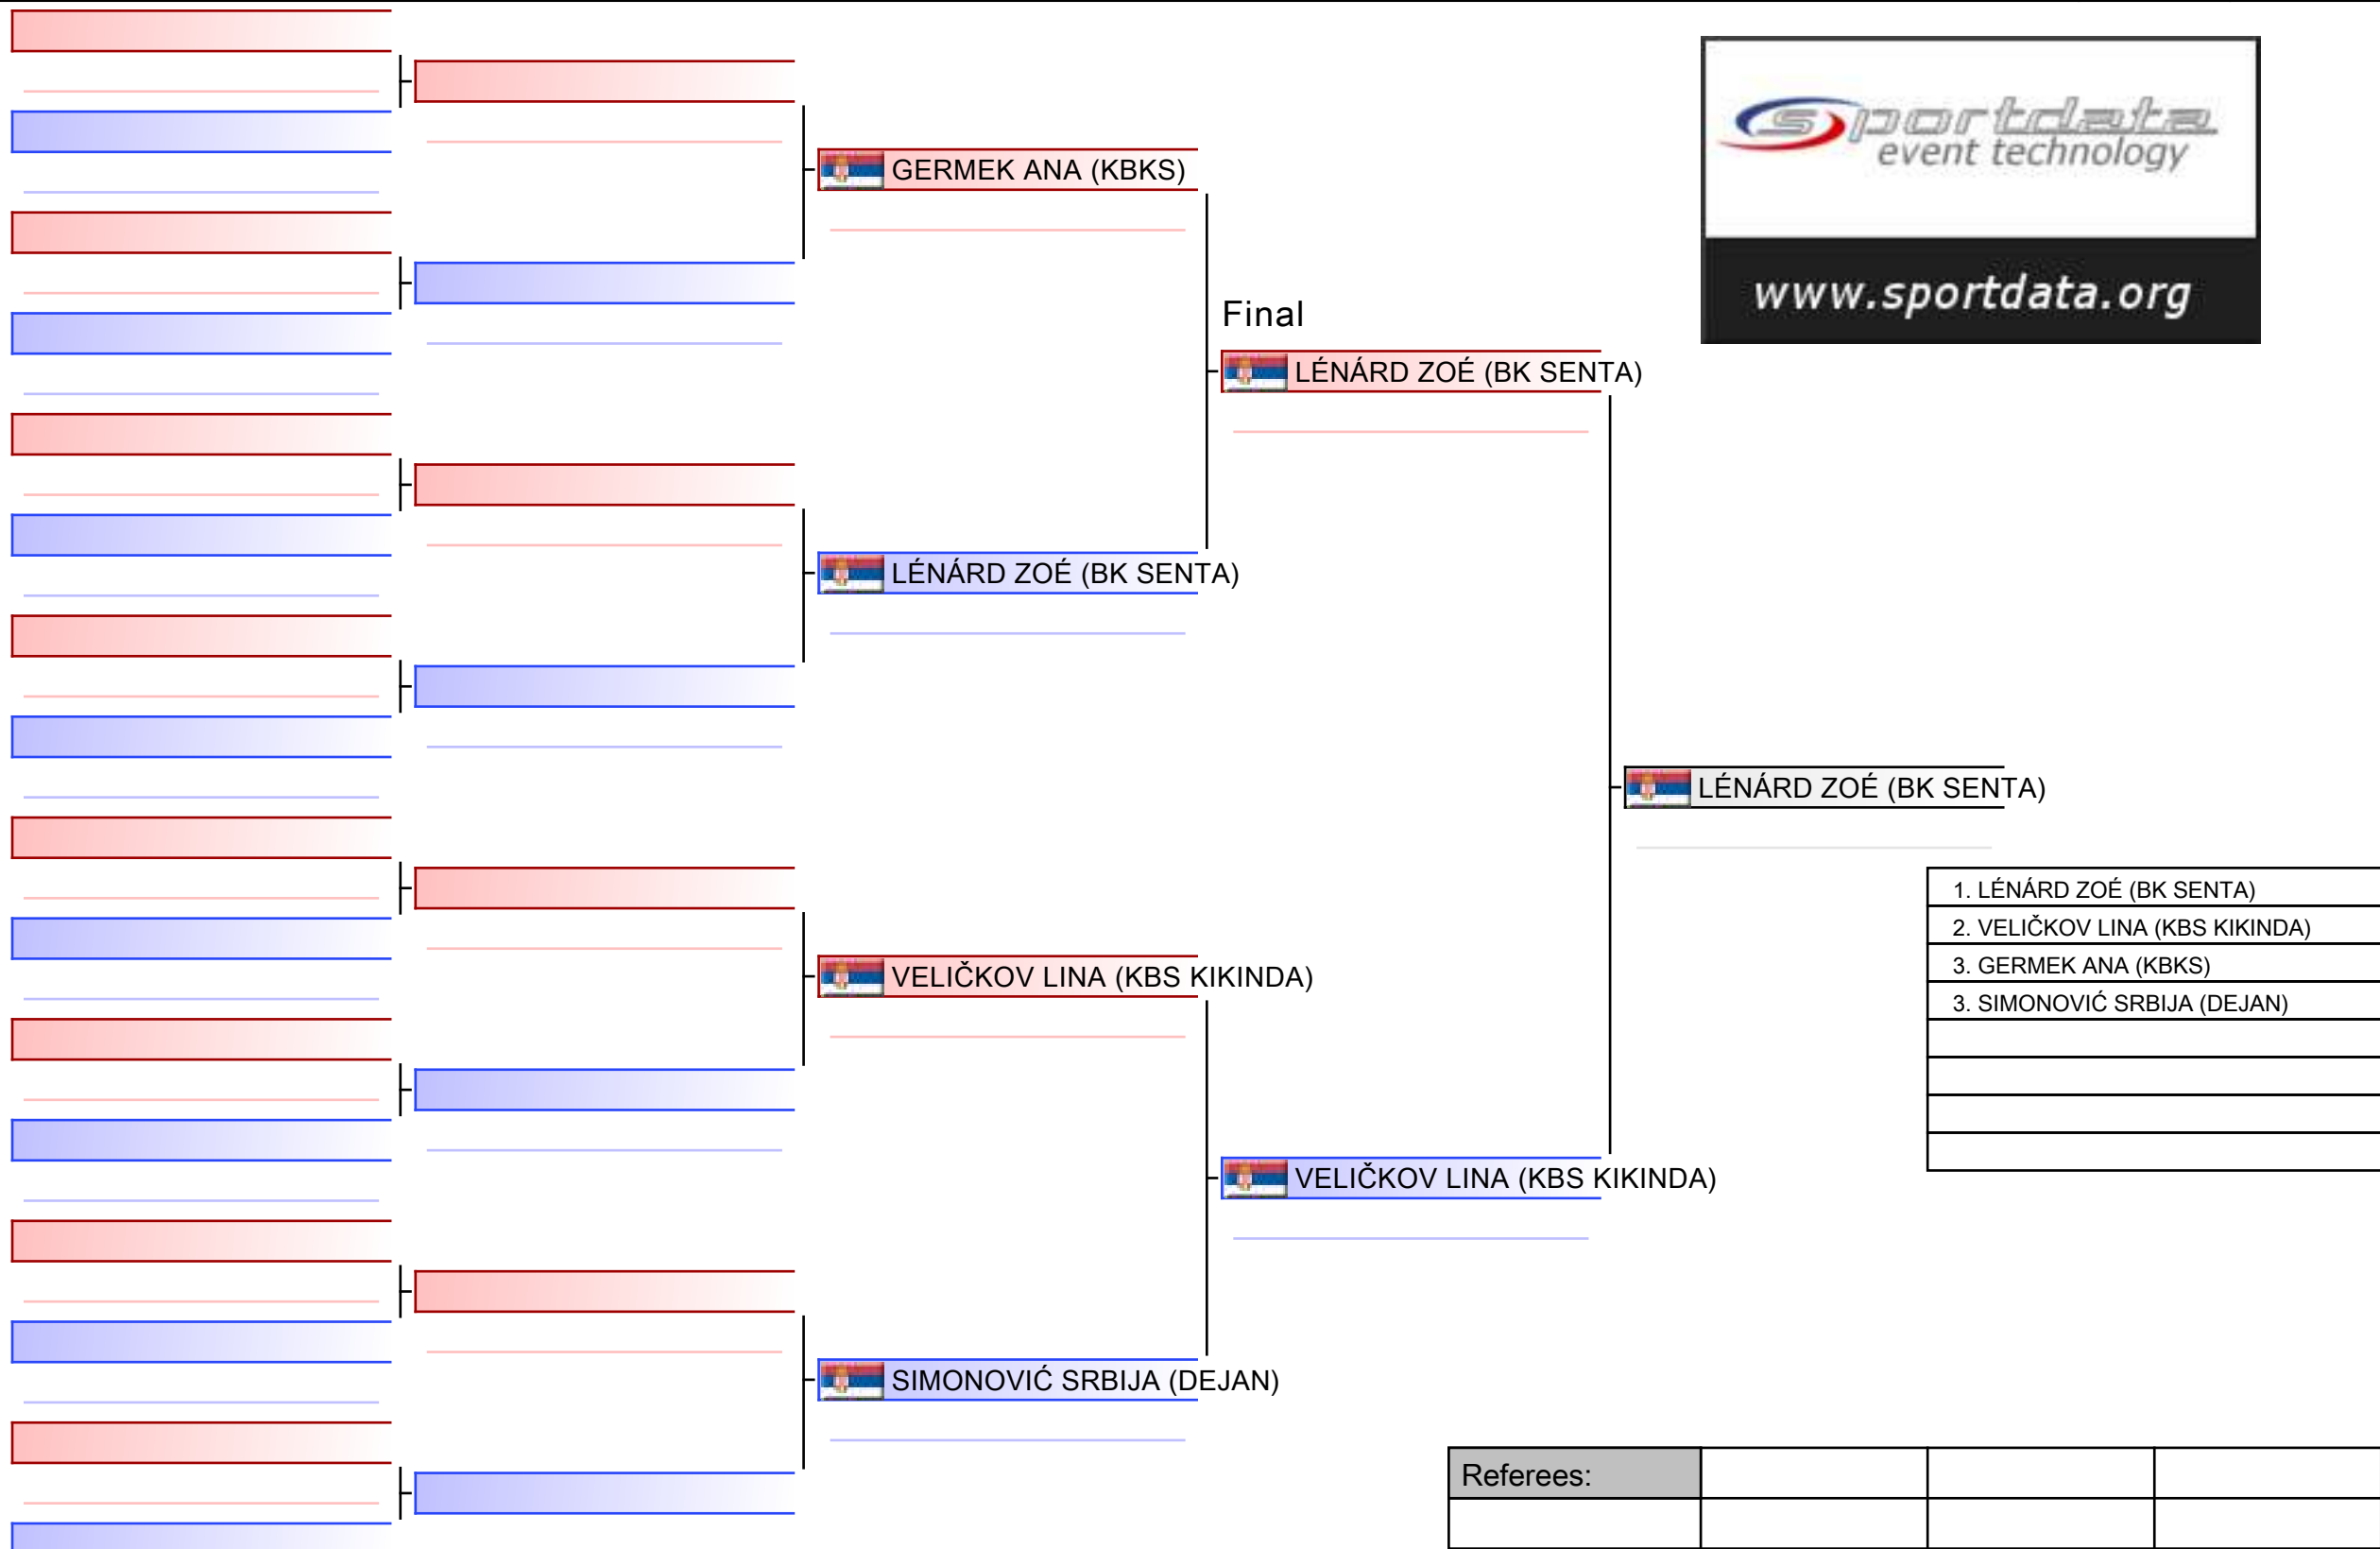 sportdata
event technology
www.sportdata.org
GERMEK ANA (KBKS)
Final
LÉNÁRD ZOÉ (BK SENTA)
LÉNÁRD ZOÉ (BK SENTA)
LÉNÁRD ZOÉ (BK SENTA)
1. LÉNÁRD ZOÉ (BK SENTA)
2. VELIČKOV LINA (KBS KIKINDA)
3. GERMEK ANA (KBKS)
3. SIMONOVIĆ SRBIJA (DEJAN)
VELIČKOV LINA (KBS KIKINDA)
VELIČKOV LINA (KBS KIKINDA)
SIMONOVIĆ SRBIJA (DEJAN)
Referees: